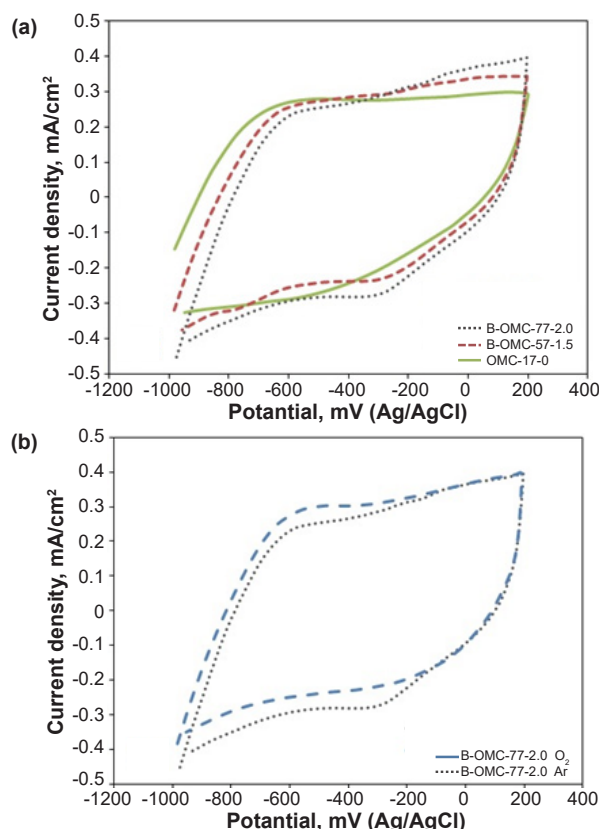 (a)
0.5
0.4
0.3
0.2
0.1
0
-0.1
-0.2
-0.3
-0.4
-0.5
Current density, mA/cm²
B-OMC-77-2.0
B-OMC-57-1.5
OMC-17-0
-1200 -1000 -800 -600 -400 -200 0 200 400
Potantial, mV (Ag/AgCl)
(b)
0.5
0.4
0.3
0.2
0.1
0
-0.1
-0.2
-0.3
-0.4
-0.5
Current density, mA/cm²
B-OMC-77-2.0 O₂
B-OMC-77-2.0 Ar
-1200 -1000 -800 -600 -400 -200 0 200 400
Potantial, mV (Ag/AgCl)